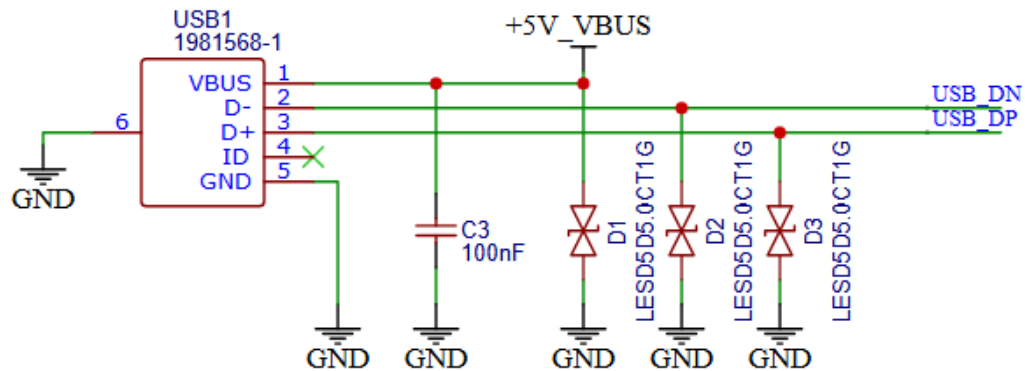 USB1
1981568-1
+5V_VBUS
VBUS 1
D- 2
D+ 3
ID 4
GND 5
6
USB_DN
USB_DP
GND
C3
100nF
D1
LESD5D5.0CT1G
D2
LESD5D5.0CT1G
D3
LESD5D5.0CT1G
GND
GND
GND
GND
GND